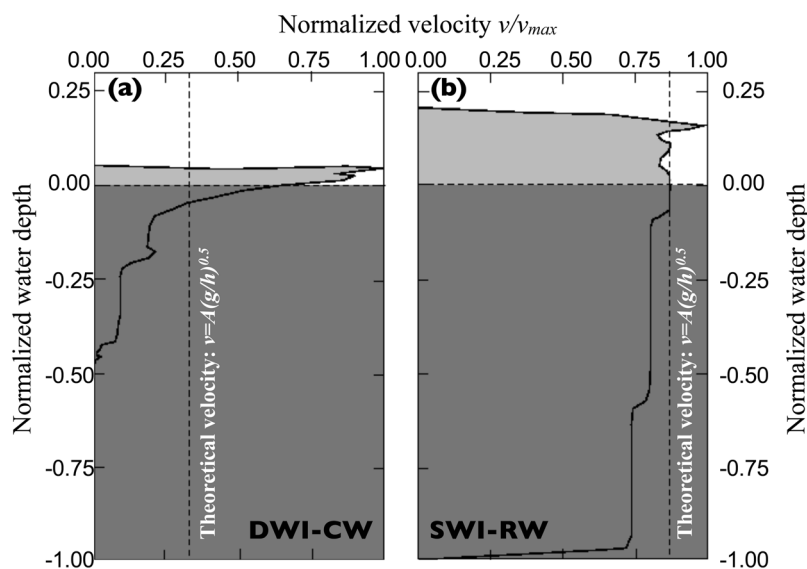 Normalized velocity v/vmax
0.00 0.25 0.50 0.75 1.00
0.00 0.25 0.50 0.75 1.00
(a)
(b)
0.25
0.00
-0.25
-0.50
-0.75
-1.00
0.25
0.00
-0.25
-0.50
-0.75
-1.00
Normalized water depth
Normalized water depth
Theoretical velocity: v=A(g/h)0.5
Theoretical velocity: v=A(g/h)0.5
DWI-CW
SWI-RW